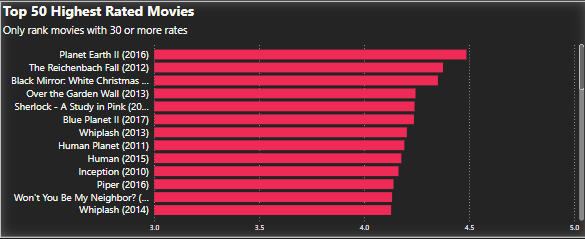 Top 50 Highest Rated Movies
Only rank movies with 30 or more rates
Planet Earth II (2016)
The Reichenbach Fall (2012)
Black Mirror: White Christmas ...
Over the Garden Wall (2013)
Sherlock - A Study in Pink (20...
Blue Planet II (2017)
Whiplash (2013)
Human Planet (2011)
Human (2015)
Inception (2010)
Piper (2016)
Won't You Be My Neighbor? (...
Whiplash (2014)
3.0 3.5 4.0 4.5 5.0